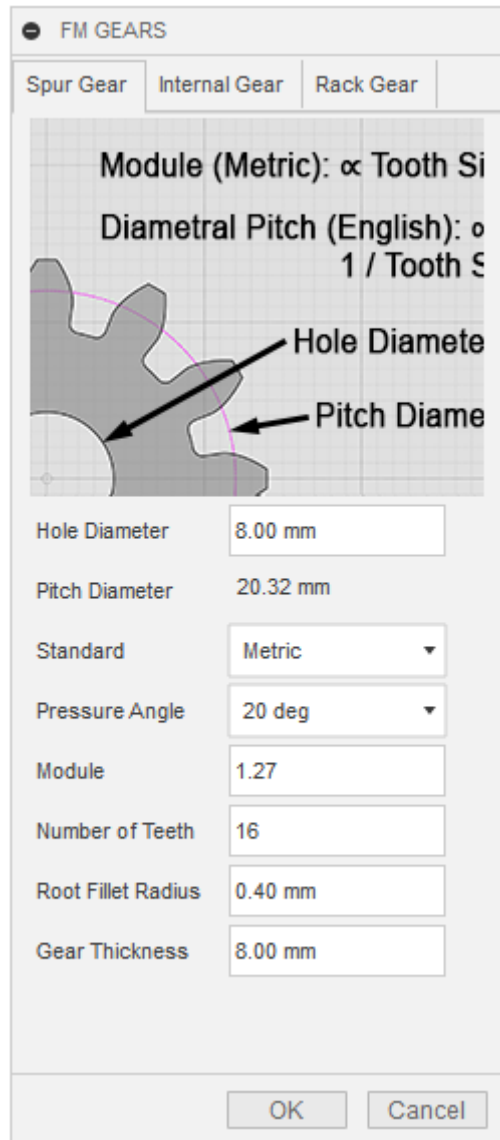 FM GEARS
Spur Gear Internal Gear Rack Gear
Module (Metric): ∝ Tooth Si
Diametral Pitch (English): ∝
1 / Tooth S
Hole Diamete
Pitch Diame
Hole Diameter 8.00 mm
Pitch Diameter 20.32 mm
Standard Metric
Pressure Angle 20 deg
Module 1.27
Number of Teeth 16
Root Fillet Radius 0.40 mm
Gear Thickness 8.00 mm
OK Cancel